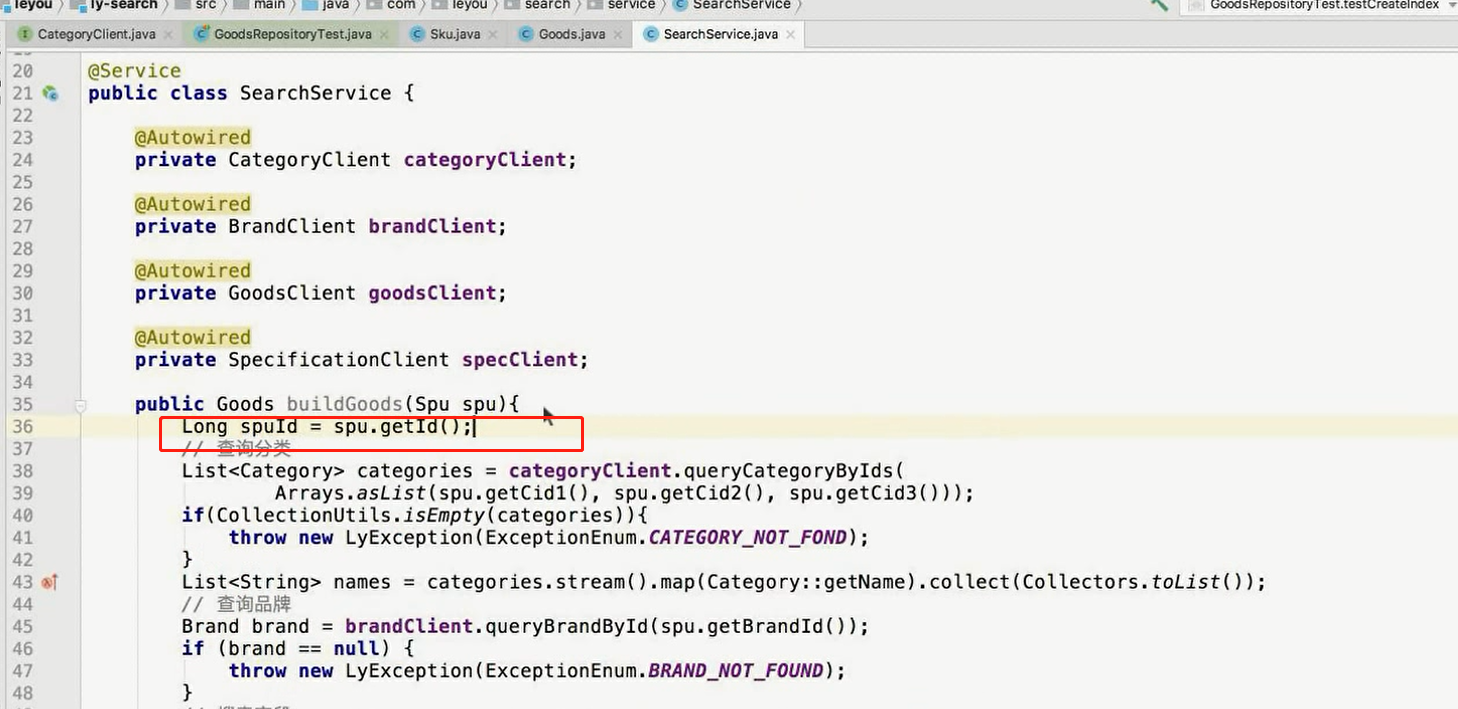 leyou ly-search src main java com leyou search service SearchService GoodsRepositoryTest.testCreateIndex
CategoryClient.java GoodsRepositoryTest.java Sku.java Goods.java SearchService.java
20 @Service
21 public class SearchService {
22
23 @Autowired
24 private CategoryClient categoryClient;
25
26 @Autowired
27 private BrandClient brandClient;
28
29 @Autowired
30 private GoodsClient goodsClient;
31
32 @Autowired
33 private SpecificationClient specClient;
34
35 public Goods buildGoods(Spu spu){
36 Long spuId = spu.getId();
37 // 查询分类
38 List<Category> categories = categoryClient.queryCategoryByIds(
39 Arrays.asList(spu.getCid1(), spu.getCid2(), spu.getCid3()));
40 if(CollectionUtils.isEmpty(categories)){
41 throw new LyException(ExceptionEnum.CATEGORY_NOT_FOND);
42 }
43 List<String> names = categories.stream().map(Category::getName).collect(Collectors.toList());
44 // 查询品牌
45 Brand brand = brandClient.queryBrandById(spu.getBrandId());
46 if (brand == null) {
47 throw new LyException(ExceptionEnum.BRAND_NOT_FOUND);
48 }